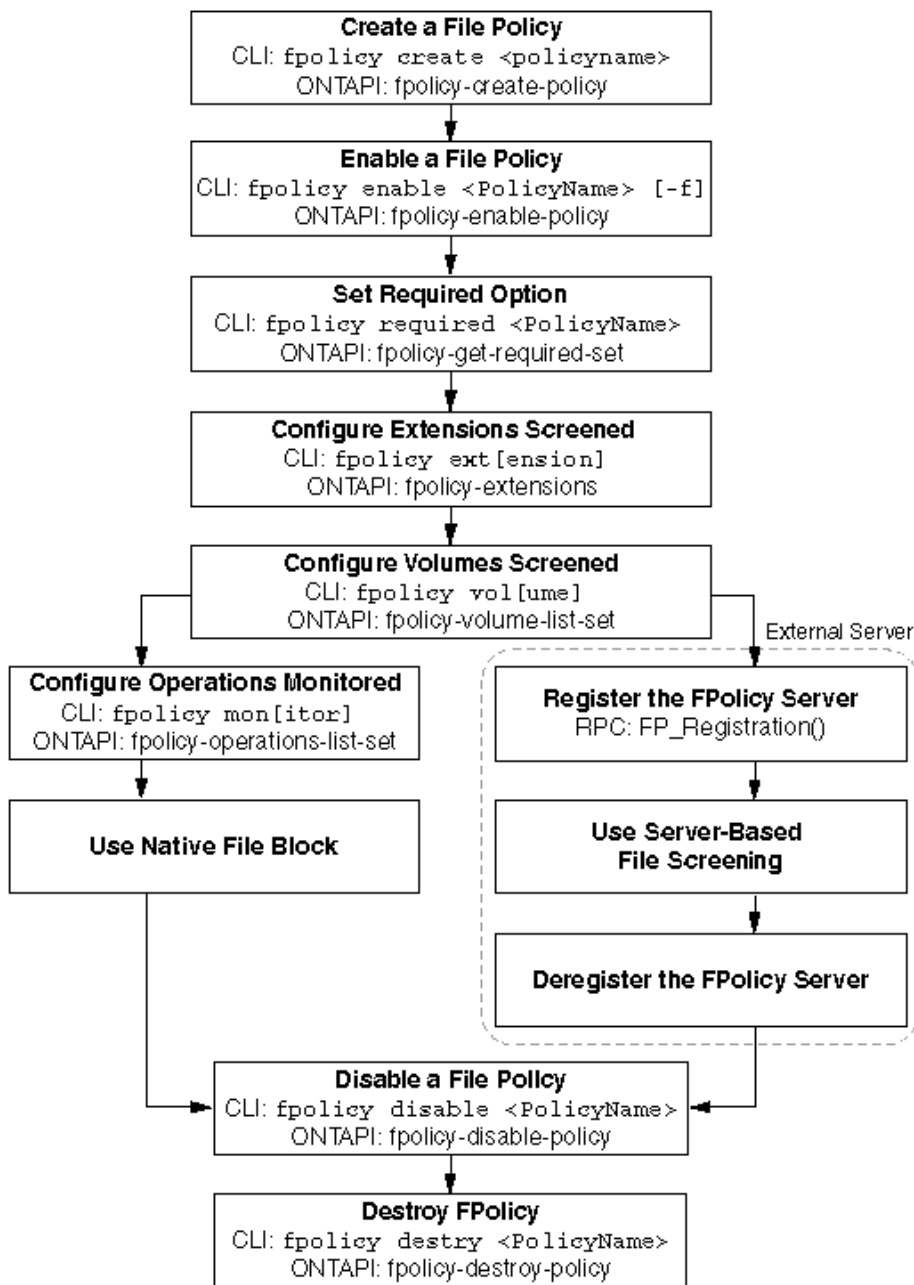 Create a File Policy
CLI: fpolicy create <policyname>
ONTAPI: fpolicy-create-policy
Enable a File Policy
CLI: fpolicy enable <PolicyName> [-f]
ONTAPI: fpolicy-enable-policy
Set Required Option
CLI: fpolicy required <PolicyName>
ONTAPI: fpolicy-get-required-set
Configure Extensions Screened
CLI: fpolicy ext[ension]
ONTAPI: fpolicy-extensions
Configure Volumes Screened
CLI: fpolicy vol[ume]
ONTAPI: fpolicy-volume-list-set
Configure Operations Monitored
CLI: fpolicy mon[itor]
ONTAPI: fpolicy-operations-list-set
Use Native File Block
External Server
Register the FPolicy Server
RPC: FP_Registration()
Use Server-Based
File Screening
Deregister the FPolicy Server
Disable a File Policy
CLI: fpolicy disable <PolicyName>
ONTAPI: fpolicy-disable-policy
Destroy FPolicy
CLI: fpolicy destry <PolicyName>
ONTAPI: fpolicy-destroy-policy